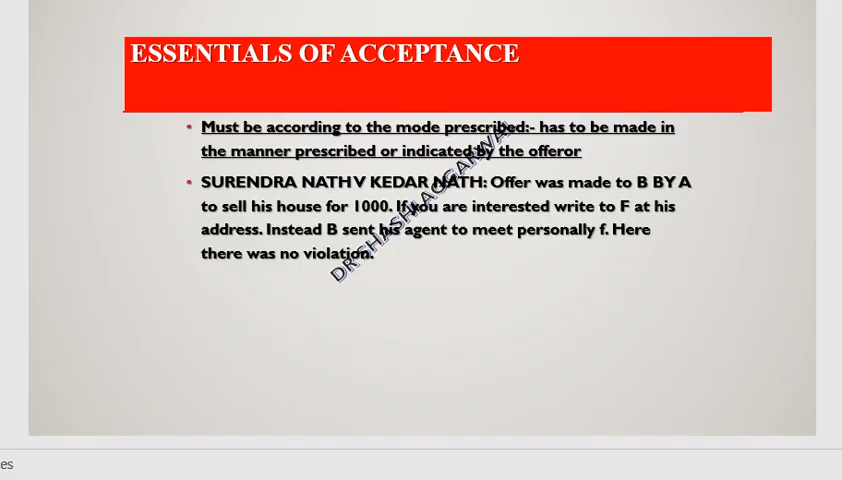 ESSENTIALS OF ACCEPTANCE
• Must be according to the mode prescribed:- has to be made in
the manner prescribed or indicated by the offeror
• SURENDRA NATH V KEDAR NATH: Offer was made to B BY A
to sell his house for 1000. If you are interested write to F at his
address. Instead B sent his agent to meet personally f. Here
there was no violation.
DR SHASHI AGGARWAL
es